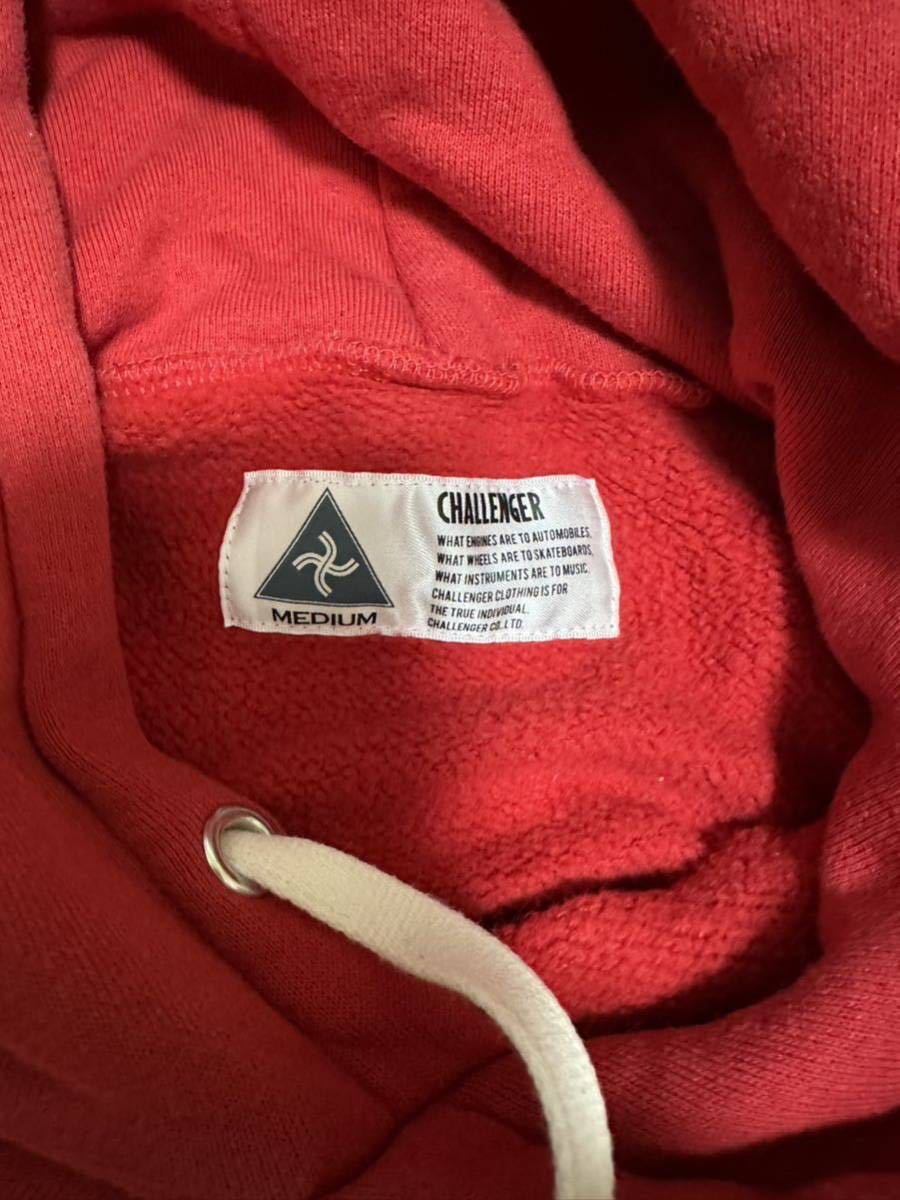 CHALLENGER
WHAT ENGINES ARE TO AUTOMOBILES,
WHAT WHEELS ARE TO SKATEBOARDS,
WHAT INSTRUMENTS ARE TO MUSIC,
CHALLENGER CLOTHING IS FOR
THE TRUE INDIVIDUAL.
CHALLENGER CO.,LTD.
MEDIUM